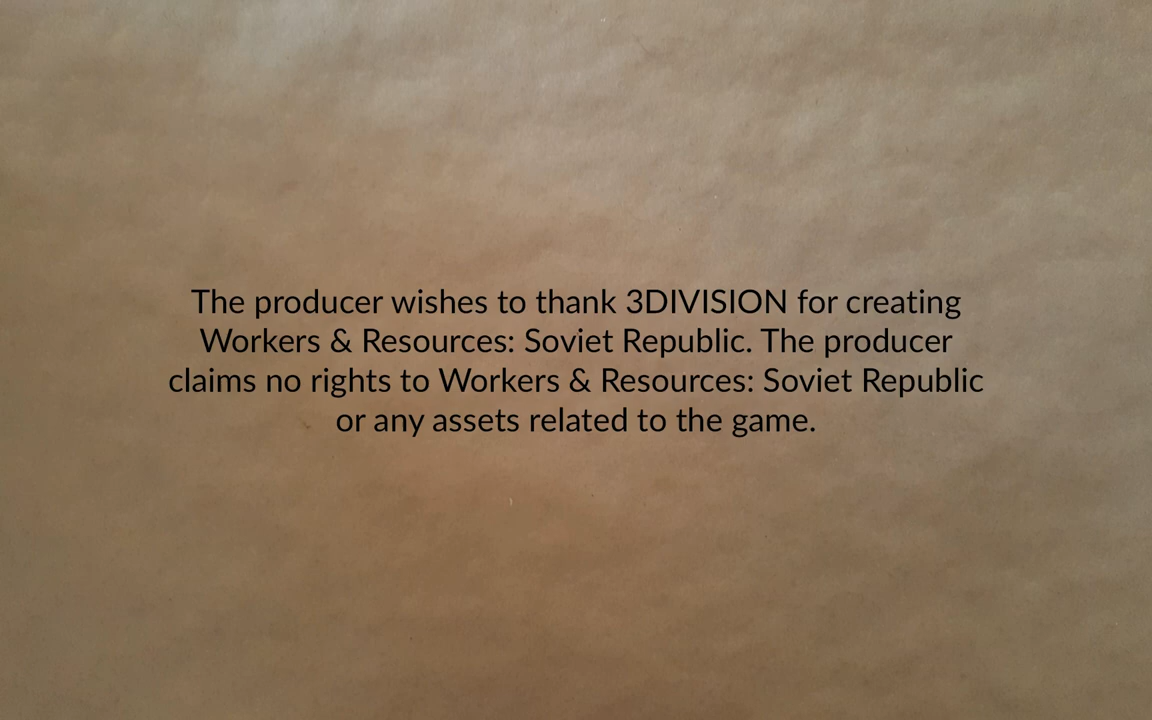 The producer wishes to thank 3DIVISION for creating
Workers & Resources: Soviet Republic. The producer
claims no rights to Workers & Resources: Soviet Republic
or any assets related to the game.